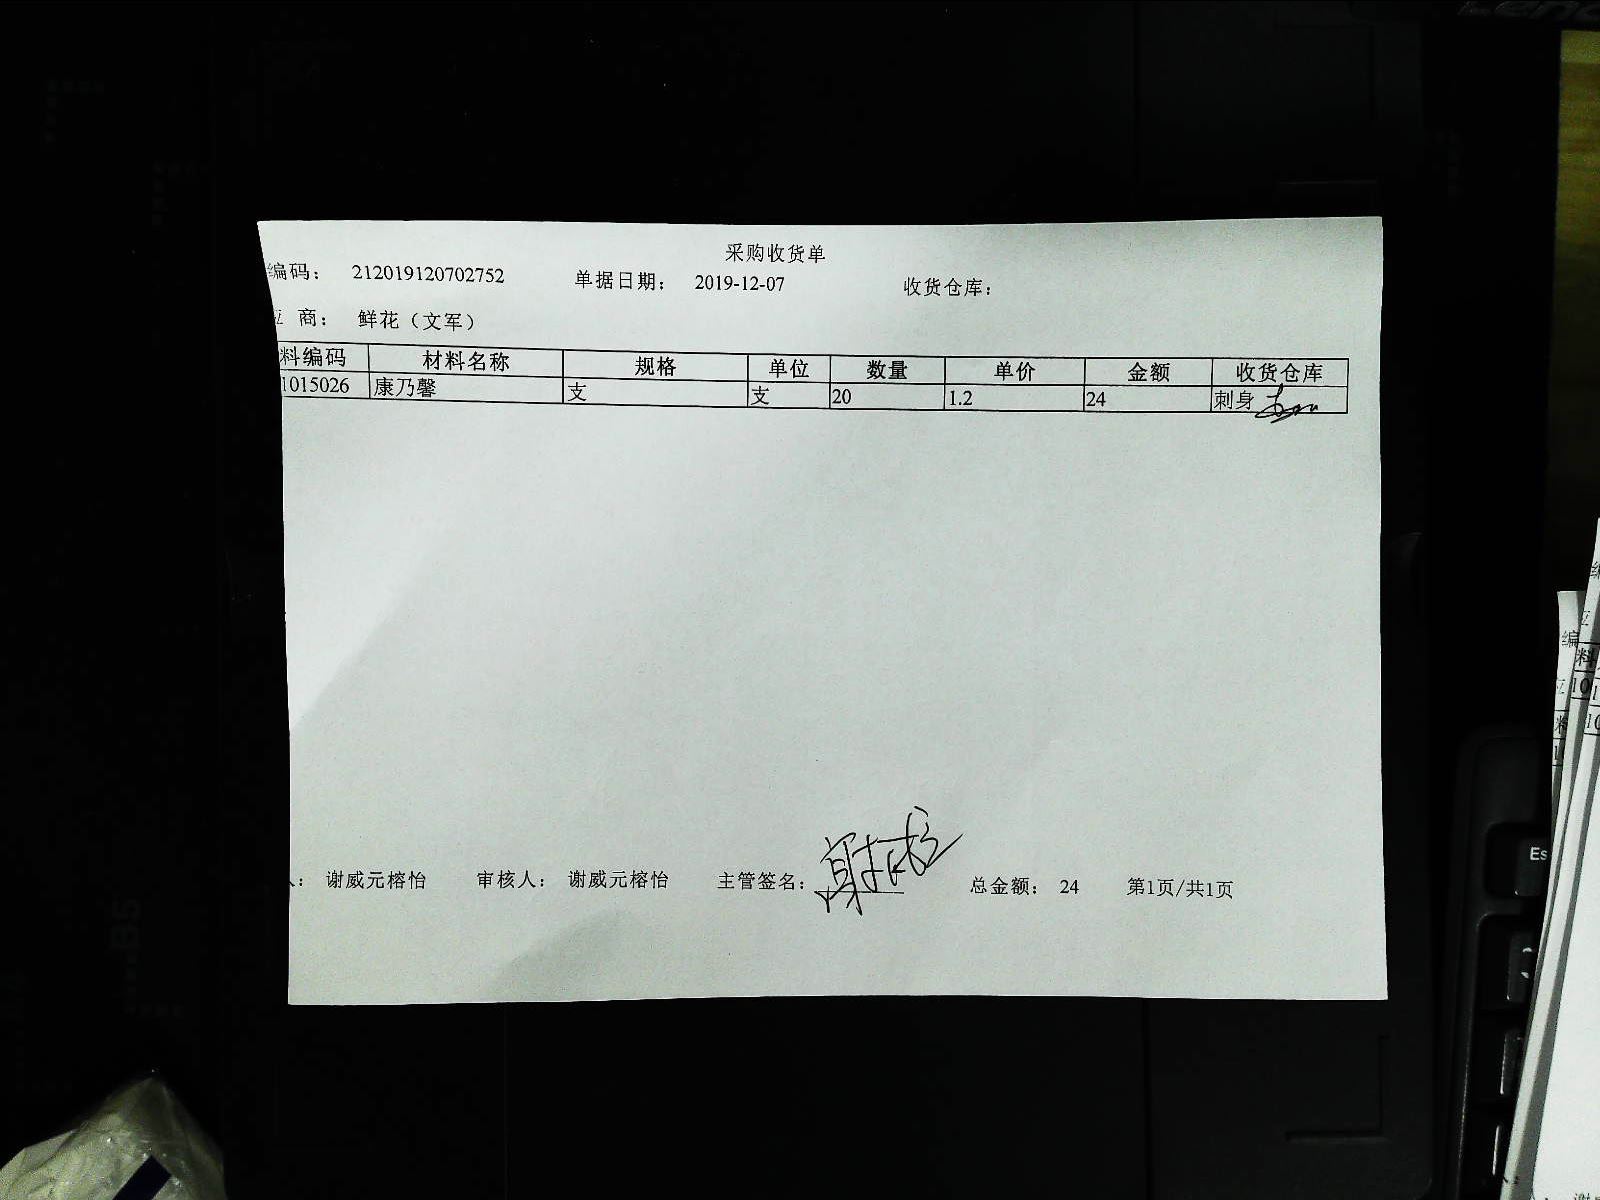 采购收货单
编码： 212019120702752 单据日期： 2019-12-07 收货仓库：
商： 鲜花（文军）
料编码 材料名称 规格 单位 数量 单价 金额 收货仓库
1015026 康乃馨 支 支 20 1.2 24 刺身
： 谢威元榕怡 审核人： 谢威元榕怡 主管签名： 总金额： 24 第1页/共1页
Es
B5